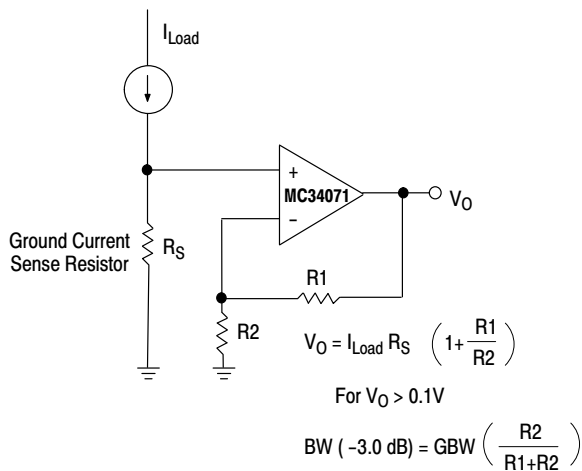 I_Load
+
MC34071
−
V_O
Ground Current
Sense Resistor
R_S
R1
R2
V_O = I_Load R_S (1+ R1/R2)
For V_O > 0.1V
BW ( −3.0 dB) = GBW ( R2/R1+R2 )